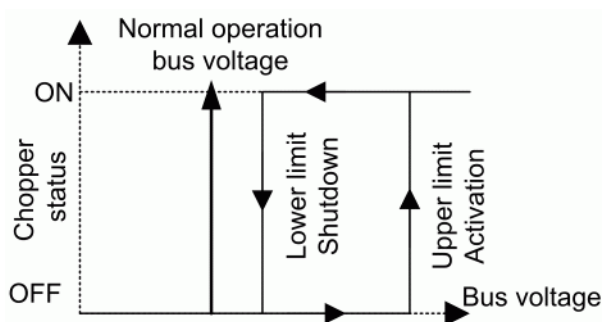 Normal operation
bus voltage
ON
Chopper
status
Lower limit
Shutdown
Upper limit
Activation
OFF
Bus voltage